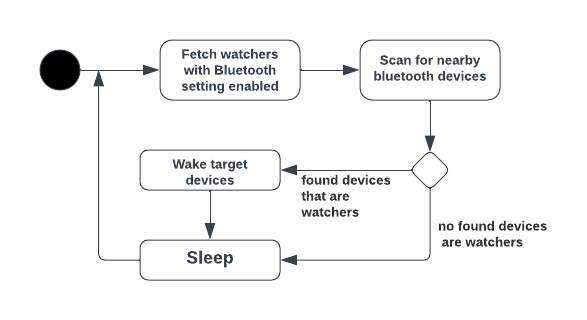 Fetch watchers
with Bluetooth
setting enabled
Scan for nearby
bluetooth devices
Wake target
devices
found devices
that are
watchers
no found devices
are watchers
Sleep